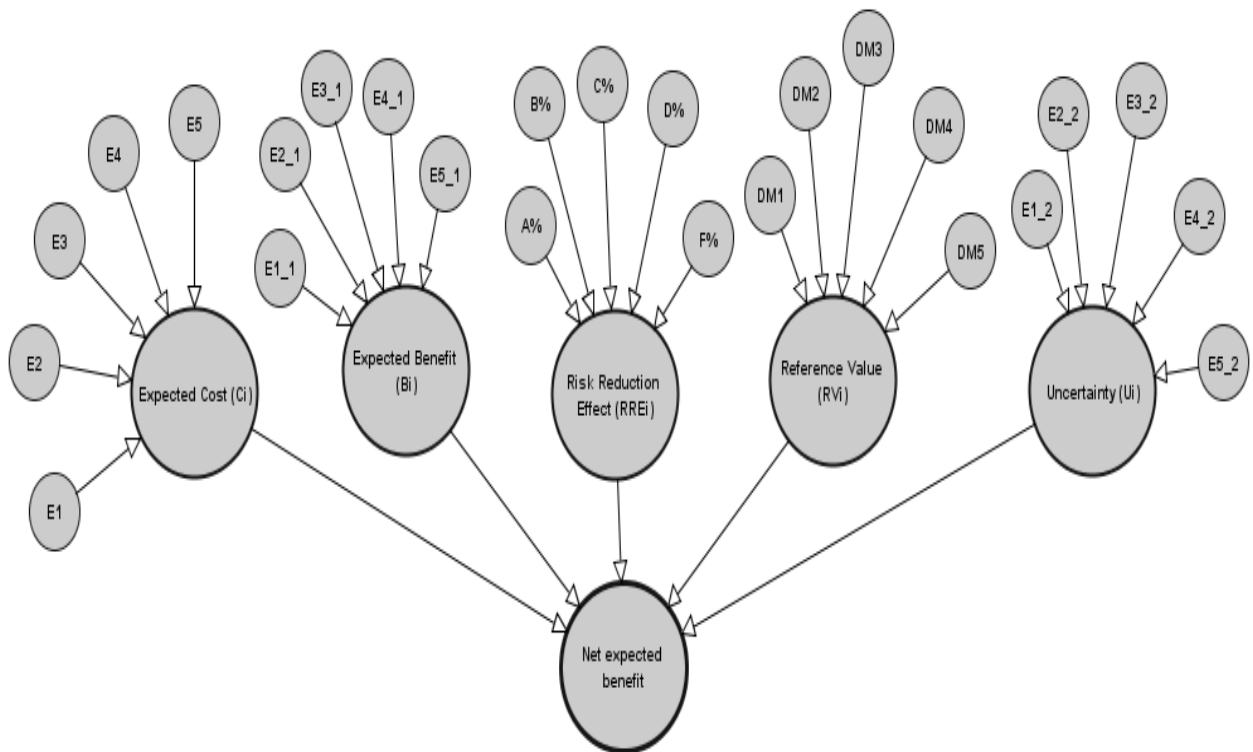 E5
E4
E3
E2
E1
Expected Cost (Ci)
E3_1
E4_1
E2_1
E5_1
E1_1
Expected Benefit
(Bi)
C%
B%
D%
A%
F%
Risk Reduction
Effect (RREi)
DM3
DM2
DM4
DM1
DM5
Reference Value
(RVi)
E3_2
E2_2
E1_2
E4_2
E5_2
Uncertainty (Ui)
Net expected
benefit